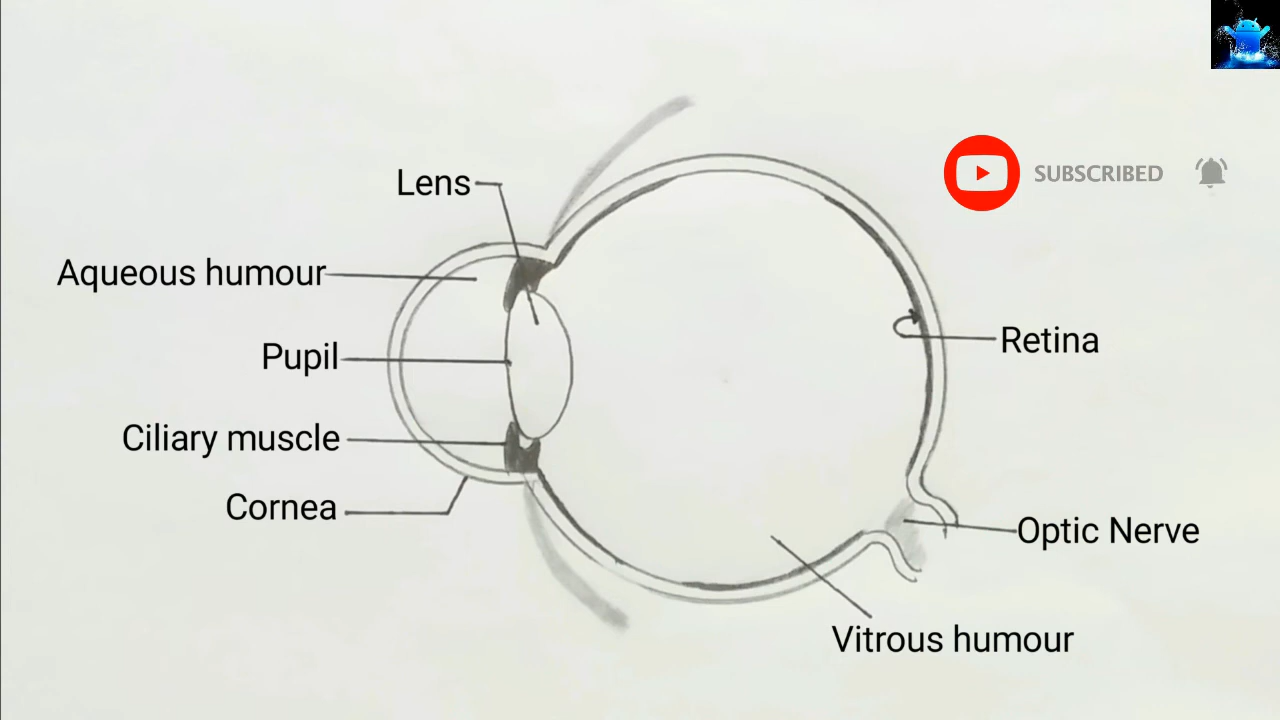 SUBSCRIBED
Lens
Aqueous humour
Pupil
Retina
Ciliary muscle
Cornea
Optic Nerve
Vitrous humour